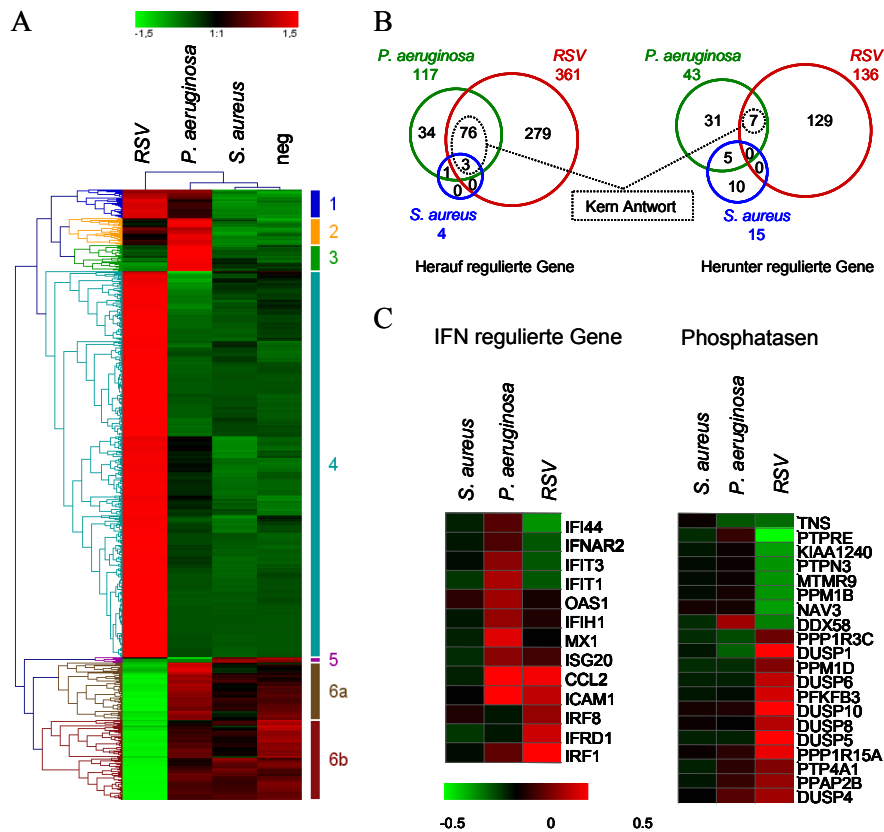 A
-1,5 1:1 1,5
RSV
P. aeruginosa
S. aureus
neg
1
2
3
4
5
6a
6b
B
P. aeruginosa
117
RSV
361
34
76
279
3
1
0
0
S. aureus
4
Herauf regulierte Gene
Kern Antwort
P. aeruginosa
43
RSV
136
31
7
129
5
0
0
10
S. aureus
15
Herunter regulierte Gene
C
IFN regulierte Gene
S. aureus
P. aeruginosa
RSV
IFI44
IFNAR2
IFIT3
IFIT1
OAS1
IFIH1
MX1
ISG20
CCL2
ICAM1
IRF8
IFRD1
IRF1
-0.5 0 0.5
Phosphatasen
S. aureus
P. aeruginosa
RSV
TNS
PTPRE
KIAA1240
PTPN3
MTMR9
PPM1B
NAV3
DDX58
PPP1R3C
DUSP1
PPM1D
DUSP6
PFKFB3
DUSP10
DUSP8
DUSP5
PPP1R15A
PTP4A1
PPAP2B
DUSP4